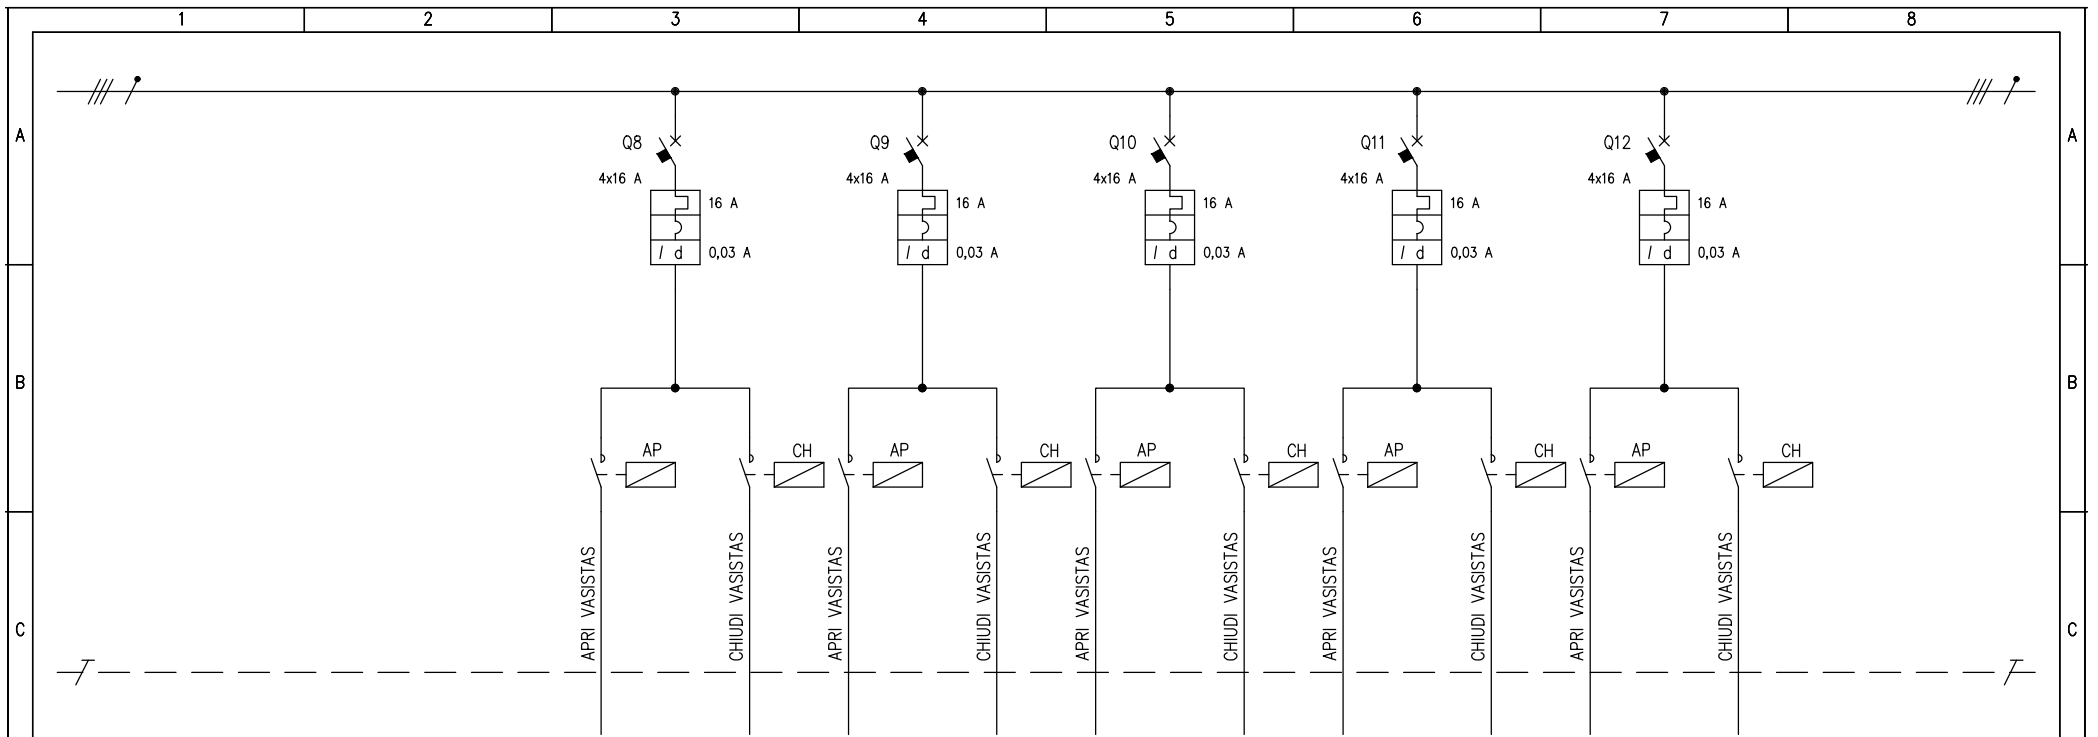 1 2 3 4 5 6 7 8
A A
Q8 Q9 Q10 Q11 Q12
4x16 A 4x16 A 4x16 A 4x16 A 4x16 A
16 A 16 A 16 A 16 A 16 A
I d 0,03 A I d 0,03 A I d 0,03 A I d 0,03 A I d 0,03 A
B B
AP CH AP CH AP CH AP CH AP CH
APRI VASISTAS
CHIUDI VASISTAS
APRI VASISTAS
CHIUDI VASISTAS
APRI VASISTAS
CHIUDI VASISTAS
APRI VASISTAS
CHIUDI VASISTAS
APRI VASISTAS
CHIUDI VASISTAS
C C